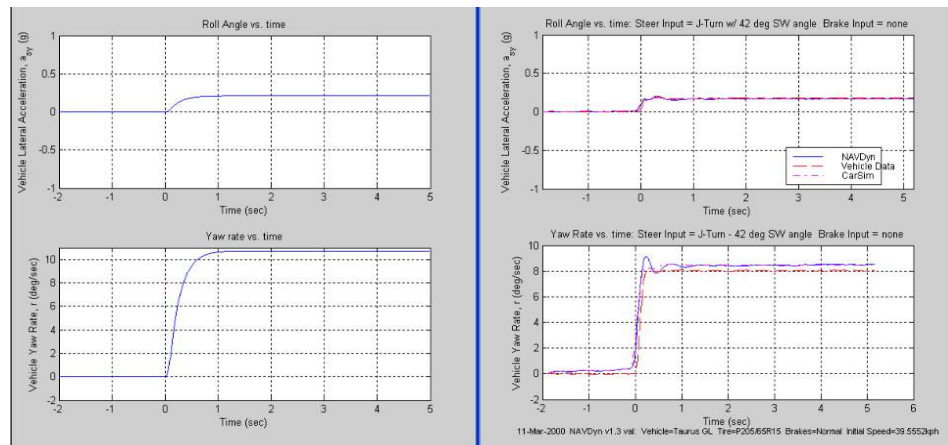 Roll Angle vs. time
Vehicle Lateral Acceleration, a_sy (g)
1
0.5
0
-0.5
-1
-2 -1 0 1 2 3 4 5
Time (sec)
Yaw rate vs. time
Vehicle Yaw Rate, r (deg/sec)
10
8
6
4
2
0
-2
-2 -1 0 1 2 3 4 5
Time (sec)
Roll Angle vs. time: Steer Input = J-Turn w/ 42 deg SW angle Brake Input = none
Vehicle Lateral Acceleration, a_sy (g)
1
0.5
0
-0.5
-1
NAVDyn
Vehicle Data
CarSim
-2 -1 0 1 2 3 4 5
Time (sec)
Yaw Rate vs. time: Steer Input = J-Turn - 42 deg SW angle Brake Input = none
Vehicle Yaw Rate, r (deg/sec)
10
8
6
4
2
0
-2
-2 -1 0 1 2 3 4 5 6
Time (sec)
11-Mar-2000 NAVDyn v1.3 val: Vehicle=Taurus GL Tire=P205/65R15 Brakes=Normal Initial Speed=39.5552kph